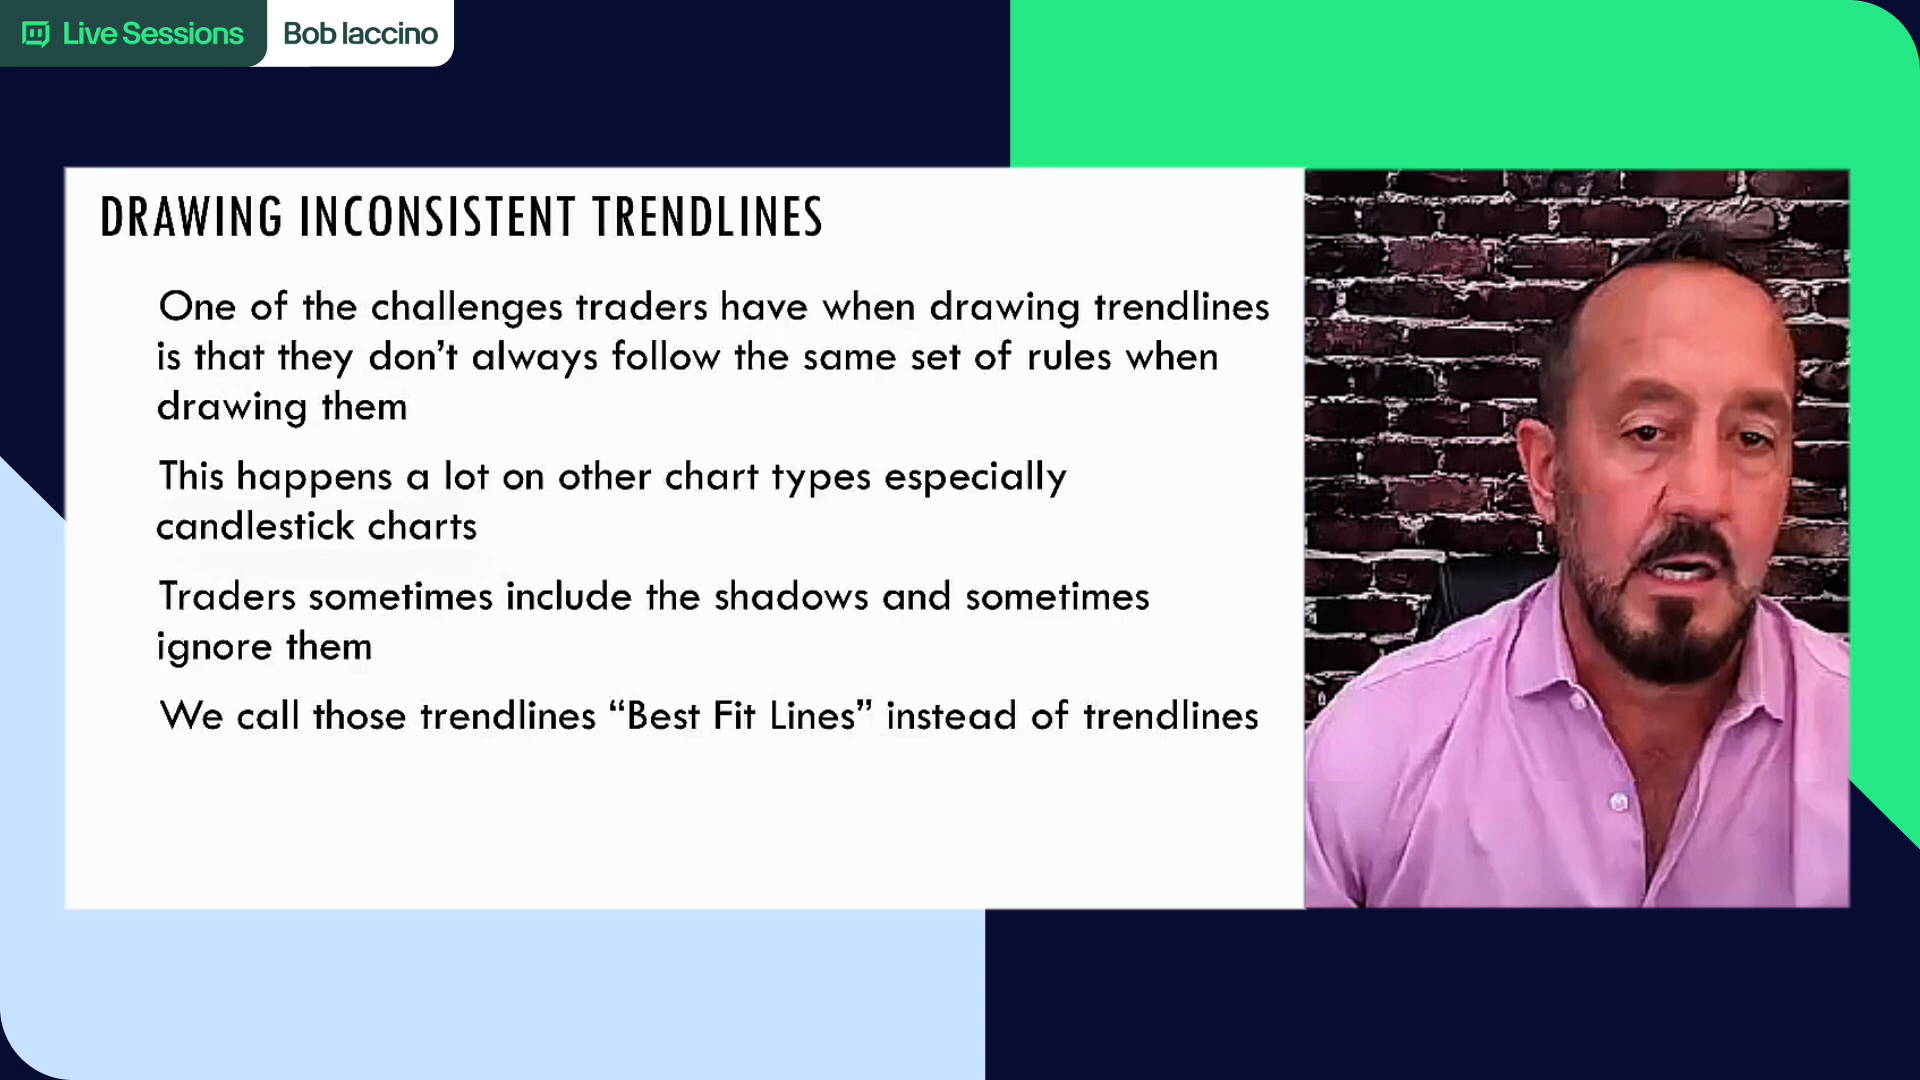 Live Sessions
Bob Iaccino
DRAWING INCONSISTENT TRENDLINES
One of the challenges traders have when drawing trendlines
is that they don’t always follow the same set of rules when
drawing them
This happens a lot on other chart types especially
candlestick charts
Traders sometimes include the shadows and sometimes
ignore them
We call those trendlines “Best Fit Lines” instead of trendlines